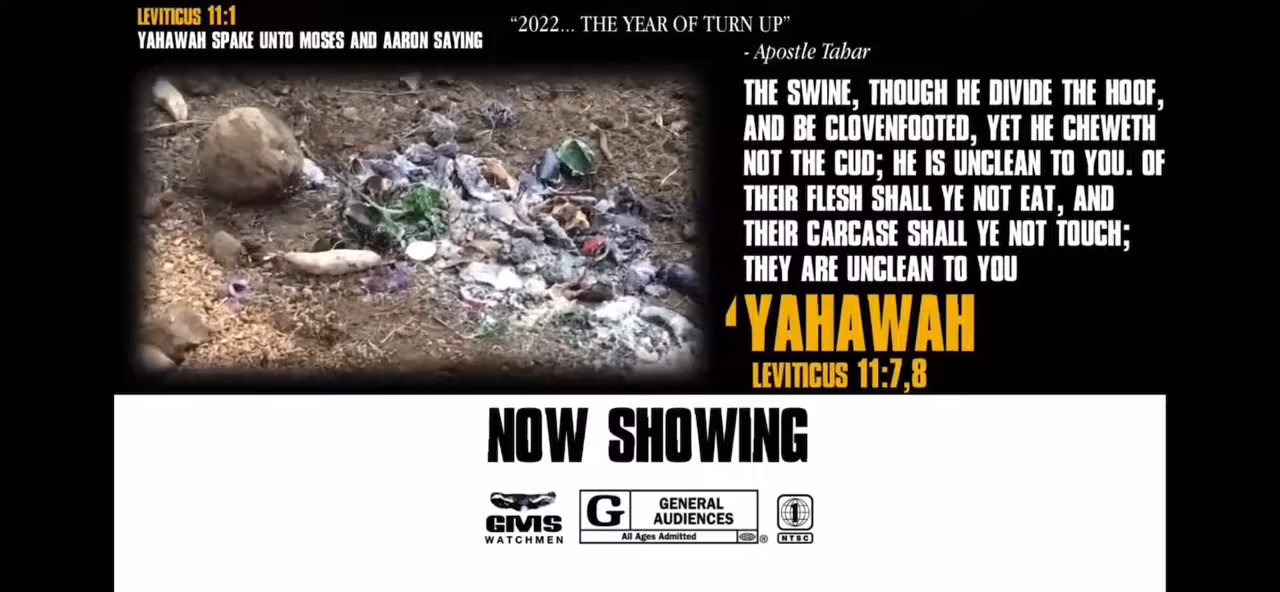 LEVITICUS 11:1
YAHAWAH SPAKE UNTO MOSES AND AARON SAYING
“2022... THE YEAR OF TURN UP”
- Apostle Tahar
THE SWINE, THOUGH HE DIVIDE THE HOOF,
AND BE CLOVENFOOTED, YET HE CHEWETH
NOT THE CUD; HE IS UNCLEAN TO YOU. OF
THEIR FLESH SHALL YE NOT EAT, AND
THEIR CARCASE SHALL YE NOT TOUCH;
THEY ARE UNCLEAN TO YOU
‘YAHAWAH
LEVITICUS 11:7,8
NOW SHOWING
GMS
WATCHMEN
G
GENERAL
AUDIENCES
All Ages Admitted
®
1
NTSC